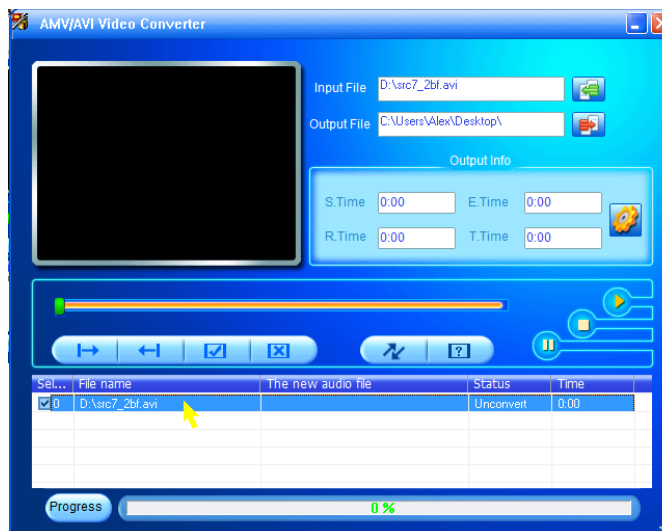 AMV/AVI Video Converter
Input File D:\src7_2bf.avi
Output File C:\Users\Alex\Desktop\
Output Info
S.Time 0:00 E.Time 0:00
R.Time 0:00 T.Time 0:00
Sel... File name The new audio file Status Time
0 D:\src7_2bf.avi Unconvert 0:00
Progress 0 %